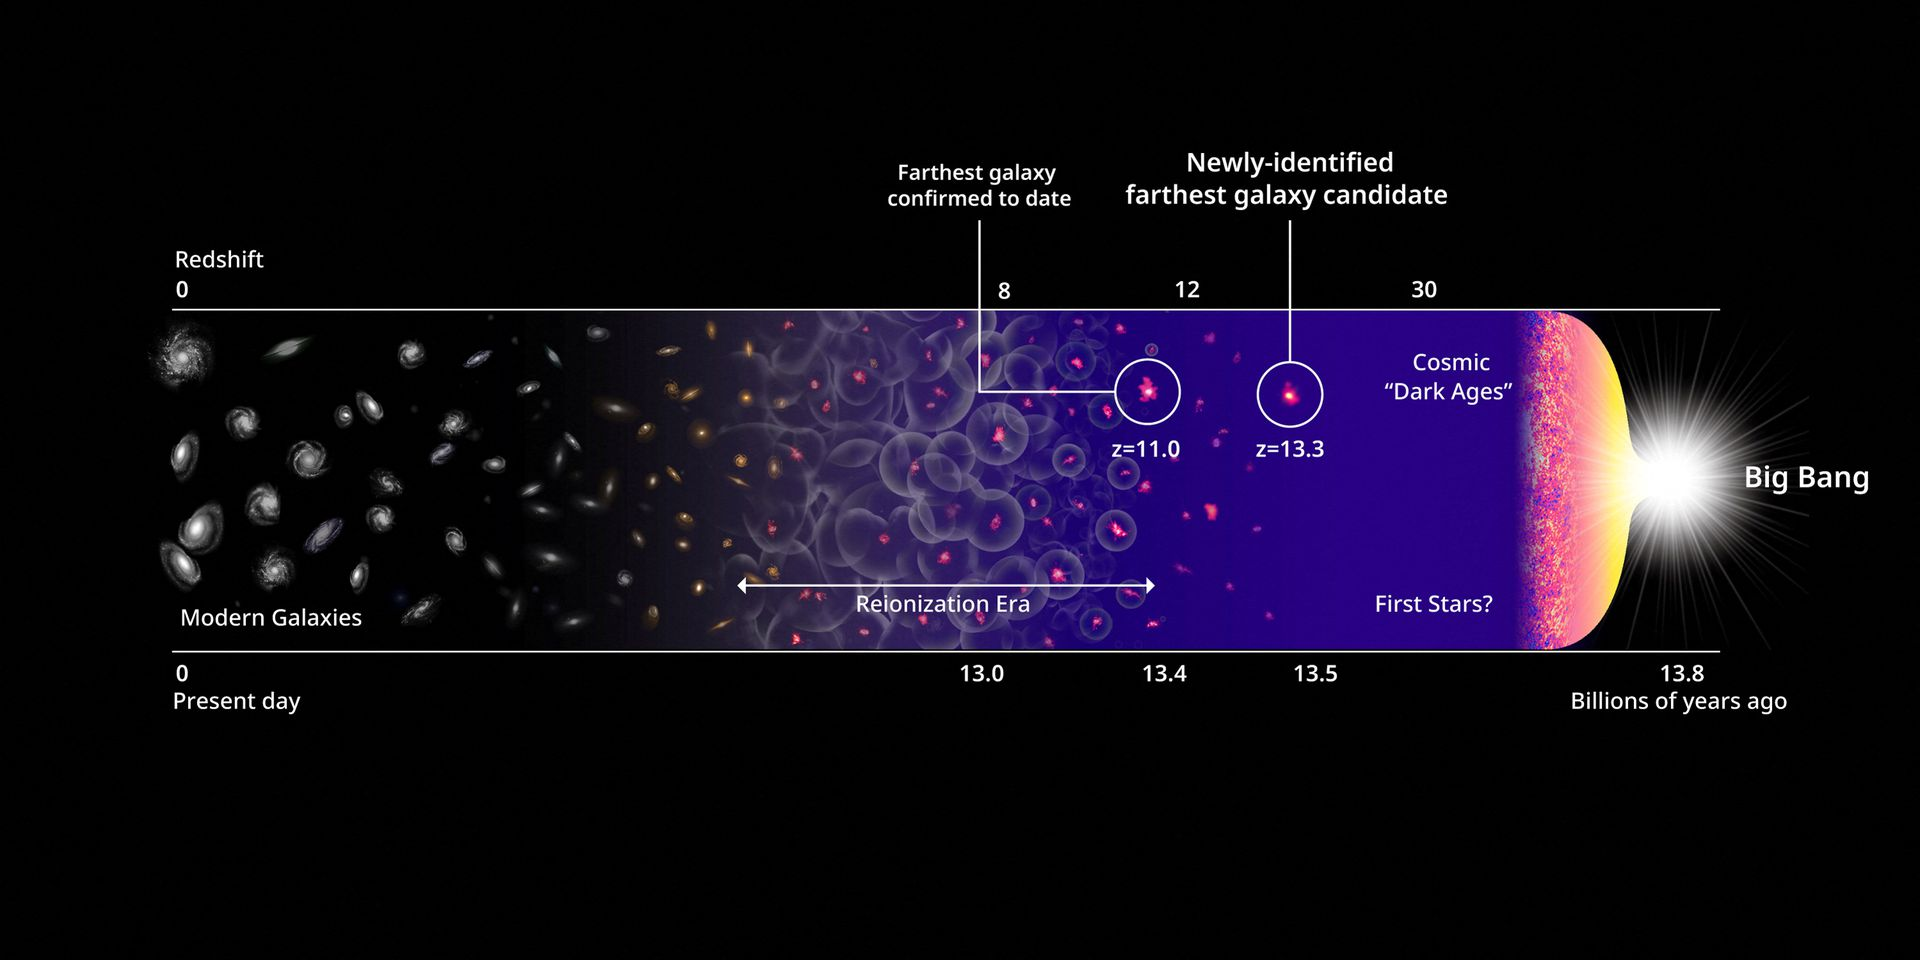 Farthest galaxy
confirmed to date
Newly-identified
farthest galaxy candidate
Redshift
0
8
12
30
Cosmic
“Dark Ages”
z=11.0
z=13.3
Big Bang
Reionization Era
First Stars?
Modern Galaxies
0
13.0
13.4
13.5
13.8
Present day
Billions of years ago